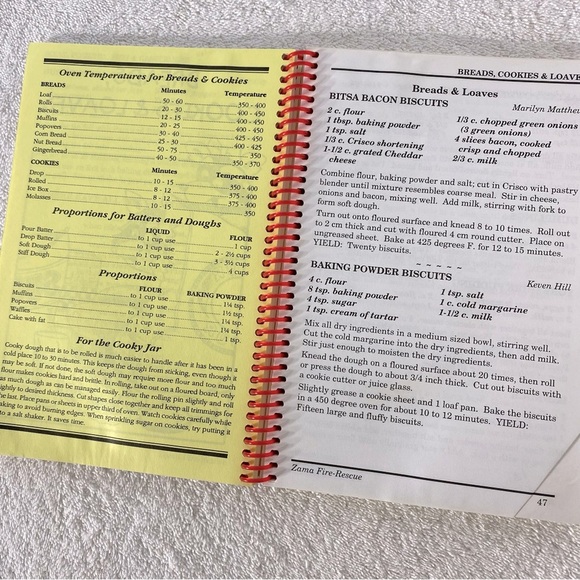 Oven Temperatures for Breads & Cookies
BREADS Minutes Temperature
Loaf 50 - 60 350 - 400
Rolls 20 - 30 400 - 450
Biscuits 12 - 15 400 - 450
Muffins 20 - 25 400 - 450
Popovers
Corn Bread 25 - 30 400 - 425
Nut Bread 50 - 75 350
Gingerbread 40 - 50 350 - 370
COOKIES Minutes Temperature
Drop 10 - 15 350 - 400
Rolled 8 - 12 375 - 400
Ice Box 8 - 12 375 - 400
Molasses 10 - 15 350
Proportions for Batters and Doughs
LIQUID FLOUR
Pour Batter to 1 cup use 1 cup
Drop Batter to 1 cup use 2 - 2½ cups
Soft Dough to 1 cup use 3 - 3½ cups
Stiff Dough to 1 cup use 4 cups
Proportions
FLOUR BAKING POWDER
Biscuits to 1 cup use 1¼ tsp.
Muffins to 1 cup use 1½ tsp.
Popovers to 1 cup use 1¼ tsp.
Waffles to 1 cup use 1¼ tsp.
Cake with fat to 1 cup use 1 tsp.
For the Cooky Jar
Cooky dough that is to be rolled is much easier to handle after it has been in a
cold place 10 to 30 minutes. This keeps the dough from sticking, even though it
may be soft. If not done, the soft dough may require more flour and too much
flour makes cookies hard and brittle. In rolling, take out on a floured board, only
as much dough as can be managed easily. Flour the rolling pin slightly and roll
lightly to desired thickness. Cut shapes close together and keep all trimmings for
the last. Place pans or sheets in upper third of oven. Watch cookies carefully while
baking to avoid burning edges. When sprinkling sugar on cookies, try putting it
to a salt shaker. It saves time.
BREADS, COOKIES & LOAVE
Breads & Loaves
BITSA BACON BISCUITS Marilyn Matthew
2 c. flour 1/3 c. chopped green onions
1 tbsp. baking powder (3 green onions)
1 tsp. salt 4 slices bacon, cooked
1/3 c. Crisco shortening crisp and chopped
1-1/2 c. grated Cheddar 2/3 c. milk
cheese
Combine flour, baking powder and salt; cut in Crisco with pastry
blender until mixture resembles coarse meal. Stir in cheese,
onions and bacon, mixing well. Add milk, stirring with fork to
form soft dough.
Turn out onto floured surface and knead 8 to 10 times. Roll out
to 2 cm thick and cut with floured 4 cm round cutter. Place on
ungreased sheet. Bake at 425 degrees F. for 12 to 15 minutes.
YIELD: Twenty biscuits.
~ ~ ~ ~ ~
BAKING POWDER BISCUITS Keven Hill
4 c. flour 1 tsp. salt
8 tsp. baking powder 1 c. cold margarine
4 tsp. sugar 1-1/2 c. milk
1 tsp. cream of tartar
Mix all dry ingredients in a medium sized bowl, stirring well.
Cut the cold margarine into the dry ingredients, then add milk.
Stir just enough to moisten the dry ingredients.
Knead the dough on a floured surface about 20 times, then roll
or press the dough to about 3/4 inch thick. Cut out biscuits with
a cookie cutter or juice glass.
Slightly grease a cookie sheet and 1 loaf pan. Bake the biscuits
in a 450 degree oven for about 10 to 12 minutes. YIELD:
Fifteen large and fluffy biscuits.
Zama Fire-Rescue
47